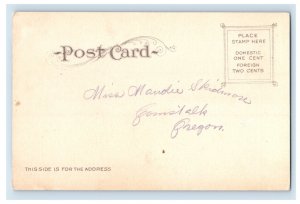 Post Card
PLACE
STAMP HERE
DOMESTIC
ONE CENT
FOREIGN
TWO CENTS
Miss Maudie Skidmore
Comstalk
Oregon.
THIS SIDE IS FOR THE ADDRESS